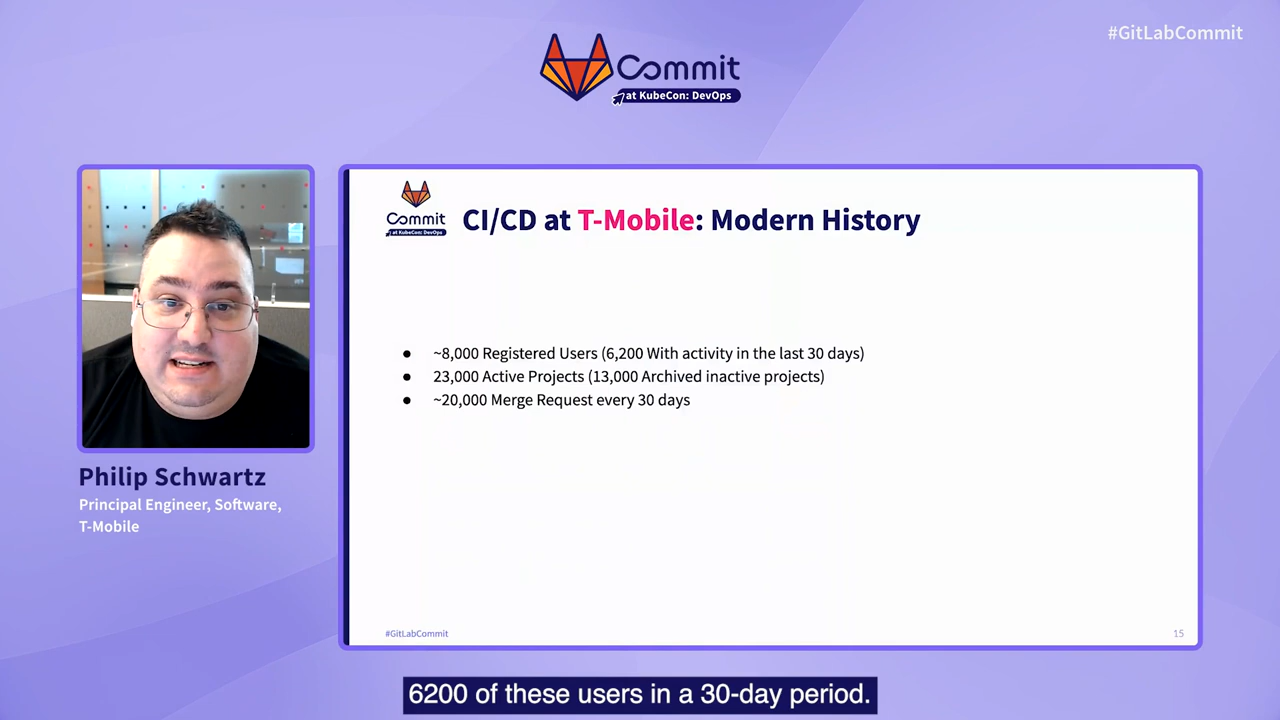 #GitLabCommit
Commit
at KubeCon: DevOps
Commit
at KubeCon: DevOps
CI/CD at T-Mobile: Modern History
● ~8,000 Registered Users (6,200 With activity in the last 30 days)
● 23,000 Active Projects (13,000 Archived inactive projects)
● ~20,000 Merge Request every 30 days
Philip Schwartz
Principal Engineer, Software,
T-Mobile
#GitLabCommit
15
6200 of these users in a 30-day period.